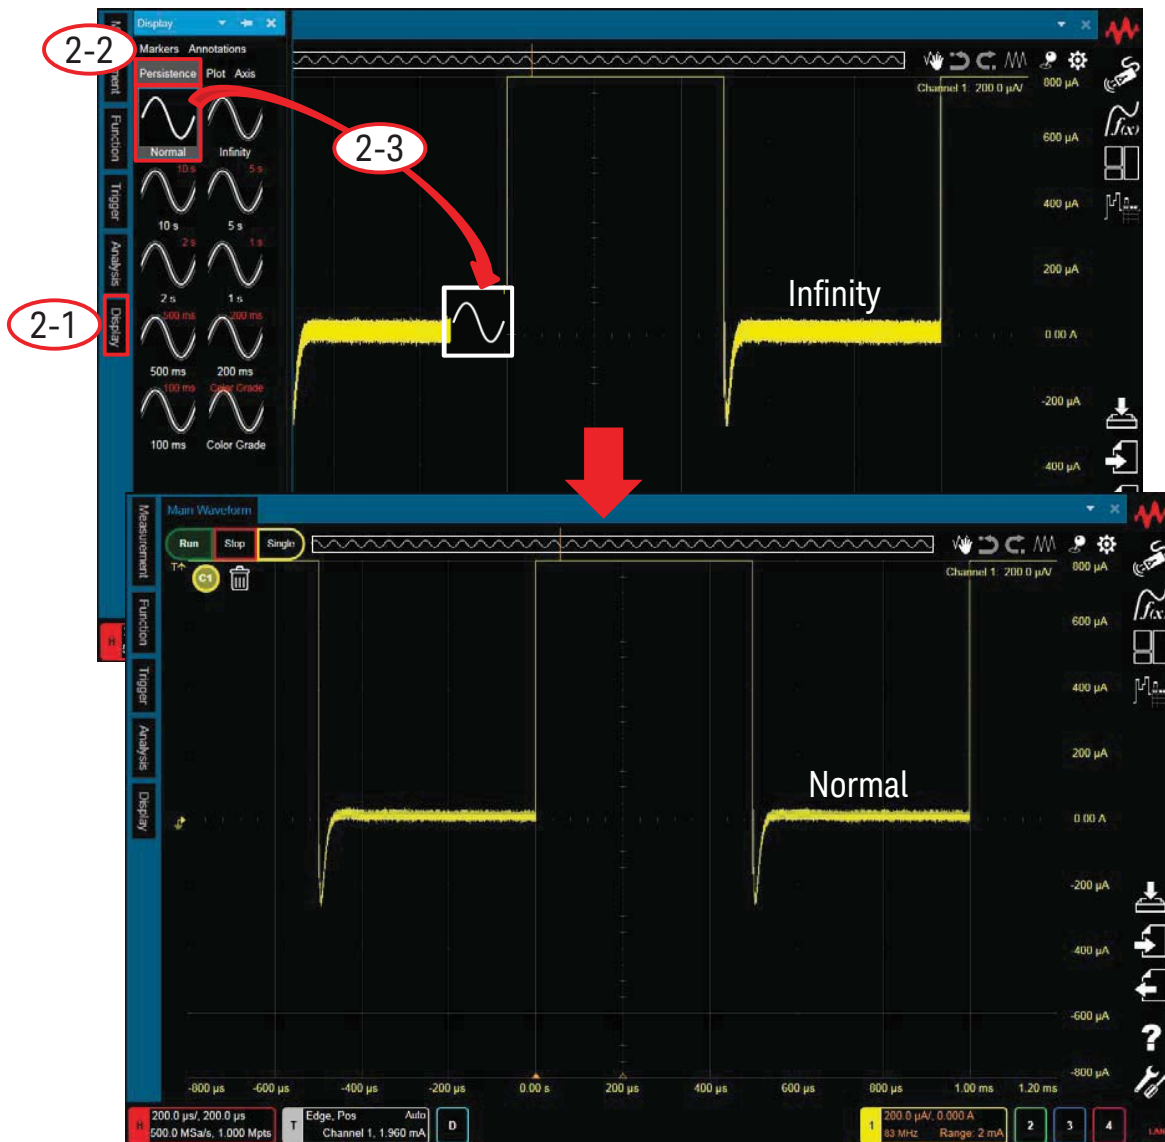 Display
Markers Annotations
2-2
Persistence Plot Axis
Normal
Infinity
10 s
5 s
10 s
5 s
2 s
1 s
2 s
1 s
500 ms
200 ms
500 ms
200 ms
100 ms
Color Grade
100 ms
Color Grade
Function
Trigger
Analysis
Display
2-1
2-3
f(x)
Channel 1: 200.0 µA/
800 µA
600 µA
400 µA
200 µA
0.00 A
-200 µA
-400 µA
Infinity
H
Measurement
Function
Trigger
Analysis
Display
Main Waveform
Run
Stop
Single
T
C1
Channel 1: 200.0 µA/
800 µA
600 µA
400 µA
200 µA
0.00 A
-200 µA
-400 µA
-600 µA
-800 µA
Normal
-800 µs
-600 µs
-400 µs
-200 µs
0.00 s
200 µs
400 µs
600 µs
800 µs
1.00 ms
1.20 ms
H
200.0 µs/, 200.0 µs
500.0 MSa/s, 1.000 Mpts
T
Edge, Pos
Auto
Channel 1, 1.960 mA
D
1
200.0 µA/, 0.000 A
83 MHz
Range: 2 mA
2
3
4
?